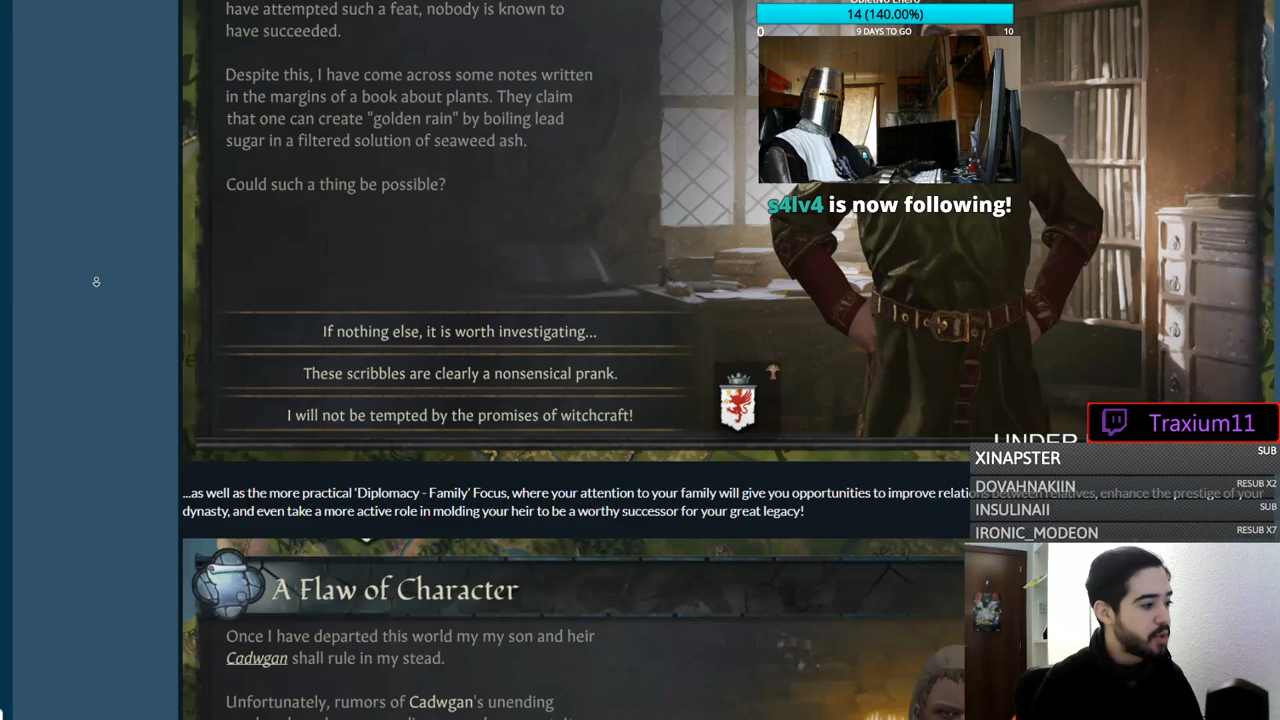 have attempted such a feat, nobody is known to
have succeeded.
Despite this, I have come across some notes written
in the margins of a book about plants. They claim
that one can create "golden rain" by boiling lead
sugar in a filtered solution of seaweed ash.
Could such a thing be possible?
If nothing else, it is worth investigating...
These scribbles are clearly a nonsensical prank.
I will not be tempted by the promises of witchcraft!
Objetivo Enero
14 (140.00%)
0 9 DAYS TO GO 10
s4lv4 is now following!
Traxium11
UNDER
XINAPSTER SUB
DOVAHNAKIIN RESUB X2
INSULINAII SUB
IRONIC_MODEON RESUB X7
...as well as the more practical 'Diplomacy - Family' Focus, where your attention to your family will give you opportunities to improve relations between relatives, enhance the prestige of your
dynasty, and even take a more active role in molding your heir to be a worthy successor for your great legacy!
A Flaw of Character
Once I have departed this world my my son and heir
Cadwgan shall rule in my stead.
Unfortunately, rumors of Cadwgan's unending